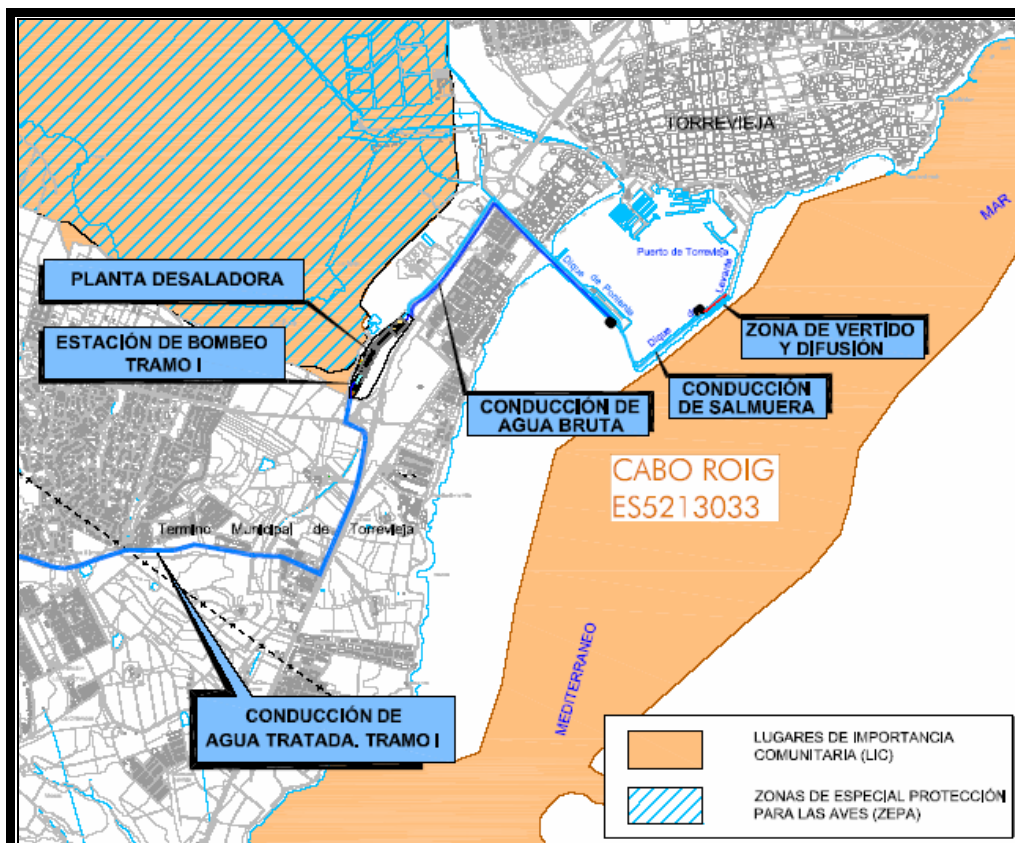 TORREVIEJA
MAR
Puerto de Torrevieja
Dique de Poniente
Dique de Levante
PLANTA DESALADORA
ESTACIÓN DE BOMBEO
TRAMO I
ZONA DE VERTIDO
Y DIFUSIÓN
CONDUCCIÓN
DE SALMUERA
CONDUCCIÓN DE
AGUA BRUTA
CABO ROIG
ES5213033
Termino Municipal de Torrevieja
MEDITERRANEO
CONDUCCIÓN DE
AGUA TRATADA. TRAMO I
LUGARES DE IMPORTANCIA
COMUNITARIA (LIC)
ZONAS DE ESPECIAL PROTECCIÓN
PARA LAS AVES (ZEPA)